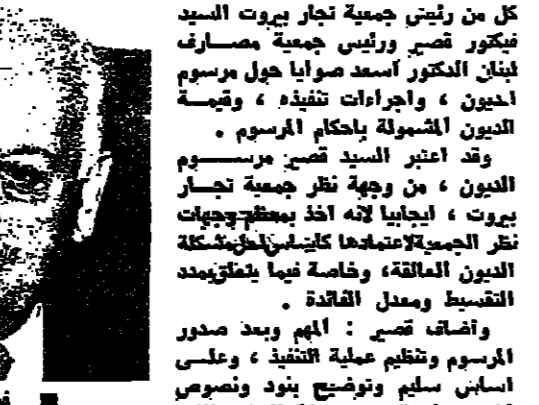 كل من رئيسي جمعية تجار بيروت السيد
فيكتور قصير ورئيس جمعية مصارف
لبنان الدكتور اسعد صوايا حول مرسوم
الديون ، واجراءات تنفيذه ، وقيمة
الديون المشمولة باحكام المرسوم .
وقد اعتبر السيد قصير مرسوم
الديون ، من وجهة نظر جمعية تجار
بيروت ، ايجابيا لانه اخذ بمعظم وجهات
نظر الجمعية لاعتمادها كاساس لحل مشكلة
الديون العالقة، وخاصة فيما يتعلق بمدد
التقسيط ومعدل الفائدة .
واضاف قصير : المهم وبعد صدور
المرسوم وتنظيم عملية التنفيذ ، وعلى
اساس سليم وتوضيح بنود ونصوص